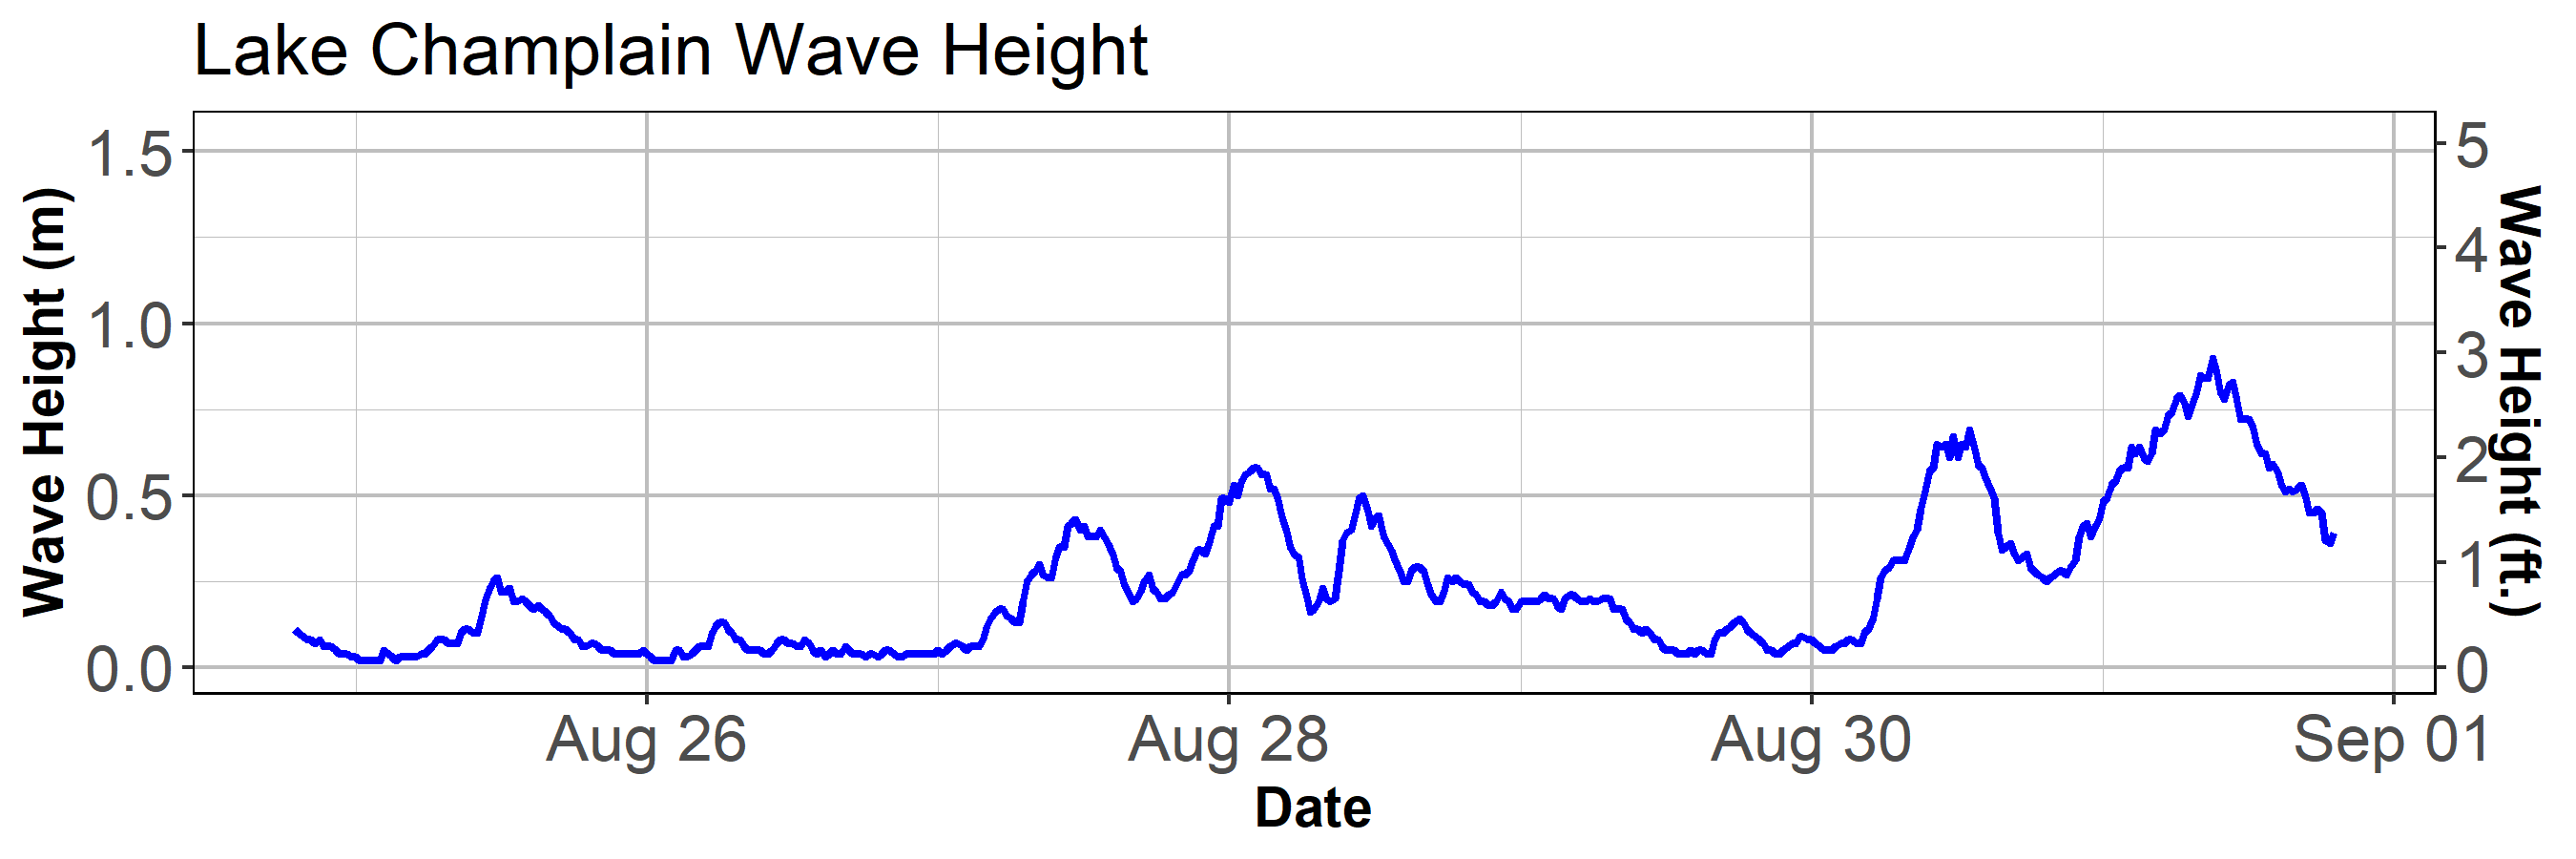 Lake Champlain Wave Height
Wave Height (m)
1.5
1.0
0.5
0.0
5
4
3
2
1
0
Wave Height (ft.)
Aug 26 Aug 28 Aug 30 Sep 01
Date